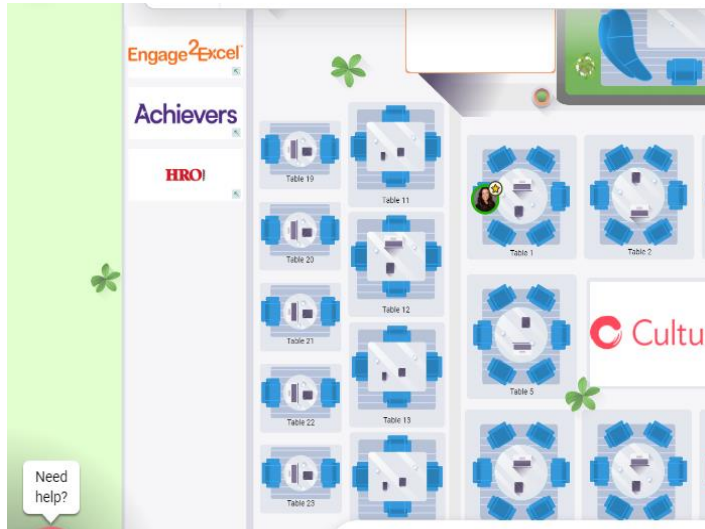 Engage2Excel
Achievers
HRO
Table 19
Table 11
Table 1
Table 2
Table 20
Table 12
Table 21
Table 5
Cultu
Table 22
Table 13
Table 23
Need
help?